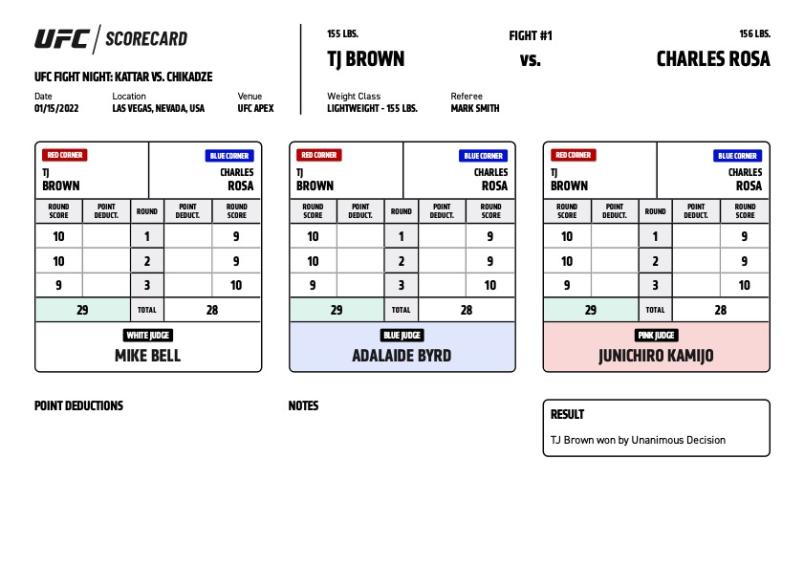 UFC / SCORECARD
UFC FIGHT NIGHT: KATTAR VS. CHIKADZE
Date Location Venue
01/15/2022 LAS VEGAS, NEVADA, USA UFC APEX
155 LBS. FIGHT #1 156 LBS.
TJ BROWN vs. CHARLES ROSA
Weight Class Referee
LIGHTWEIGHT - 155 LBS. MARK SMITH
RED CORNER BLUE CORNER
TJ CHARLES
BROWN ROSA
ROUND SCORE POINT DEDUCT. ROUND POINT DEDUCT. ROUND SCORE
10 1 9
10 2 9
9 3 10
29 TOTAL 28
WHITE JUDGE
MIKE BELL
RED CORNER BLUE CORNER
TJ CHARLES
BROWN ROSA
ROUND SCORE POINT DEDUCT. ROUND POINT DEDUCT. ROUND SCORE
10 1 9
10 2 9
9 3 10
29 TOTAL 28
BLUE JUDGE
ADALAIDE BYRD
RED CORNER BLUE CORNER
TJ CHARLES
BROWN ROSA
ROUND SCORE POINT DEDUCT. ROUND POINT DEDUCT. ROUND SCORE
10 1 9
10 2 9
9 3 10
29 TOTAL 28
PINK JUDGE
JUNICHIRO KAMIJO
POINT DEDUCTIONS
NOTES
RESULT
TJ Brown won by Unanimous Decision